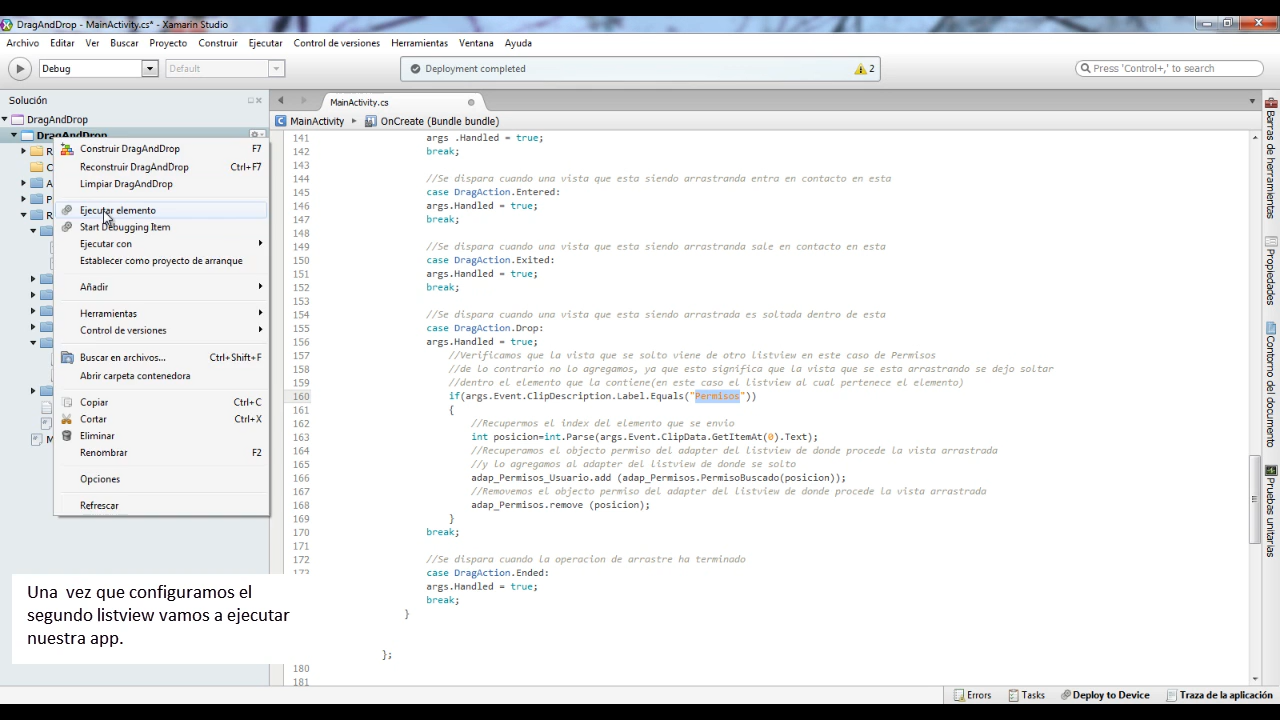 DragAndDrop - MainActivity.cs* - Xamarin Studio
Archivo Editar Ver Buscar Proyecto Construir Ejecutar Control de versiones Herramientas Ventana Ayuda
Debug Default Deployment completed 2 Press 'Control+,' to search
Solución
DragAndDrop
DragAndDrop
Construir DragAndDrop F7
Reconstruir DragAndDrop Ctrl+F7
Limpiar DragAndDrop
Ejecutar elemento
Start Debugging Item
Ejecutar con
Establecer como proyecto de arranque
Añadir
Herramientas
Control de versiones
Buscar en archivos... Ctrl+Shift+F
Abrir carpeta contenedora
Copiar Ctrl+C
Cortar Ctrl+X
Eliminar
Renombrar F2
Opciones
Refrescar
Una vez que configuramos el
segundo listview vamos a ejecutar
nuestra app.
MainActivity.cs
MainActivity OnCreate (Bundle bundle)
141 args .Handled = true;
142 break;
143
144 //Se dispara cuando una vista que esta siendo arrastranda entra en contacto en esta
145 case DragAction.Entered:
146 args.Handled = true;
147 break;
148
149 //Se dispara cuando una vista que esta siendo arrastranda sale en contacto en esta
150 case DragAction.Exited:
151 args.Handled = true;
152 break;
153
154 //Se dispara cuando una vista que esta siendo arrastrada es soltada dentro de esta
155 case DragAction.Drop:
156 args.Handled = true;
157 //Verificamos que la vista que se solto viene de otro listview en este caso de Permisos
158 //de lo contrario no lo agregamos, ya que esto significa que la vista que se esta arrastrando se dejo soltar
159 //dentro el elemento que la contiene(en este caso el listview al cual pertenece el elemento)
160 if(args.Event.ClipDescription.Label.Equals("Permisos"))
161 {
162 //Recupermos el index del elemento que se envio
163 int posicion=int.Parse(args.Event.ClipData.GetItemAt(0).Text);
164 //Recuperamos el objecto permiso del adapter del listview de donde procede la vista arrastrada
165 //y lo agregamos al adapter del listview de donde se solto
166 adap_Permisos_Usuario.add (adap_Permisos.PermisoBuscado(posicion));
167 //Removemos el objecto permiso del adapter del listview de donde procede la vista arrastrada
168 adap_Permisos.remove (posicion);
169 }
170 break;
172 //Se dispara cuando la operacion de arrastre ha terminado
173 case DragAction.Ended:
args.Handled = true;
break;
}
};
180
181
Barras de herramientas
Propiedades
Contorno del documento
Pruebas unitarias
Errors Tasks Deploy to Device Traza de la aplicación